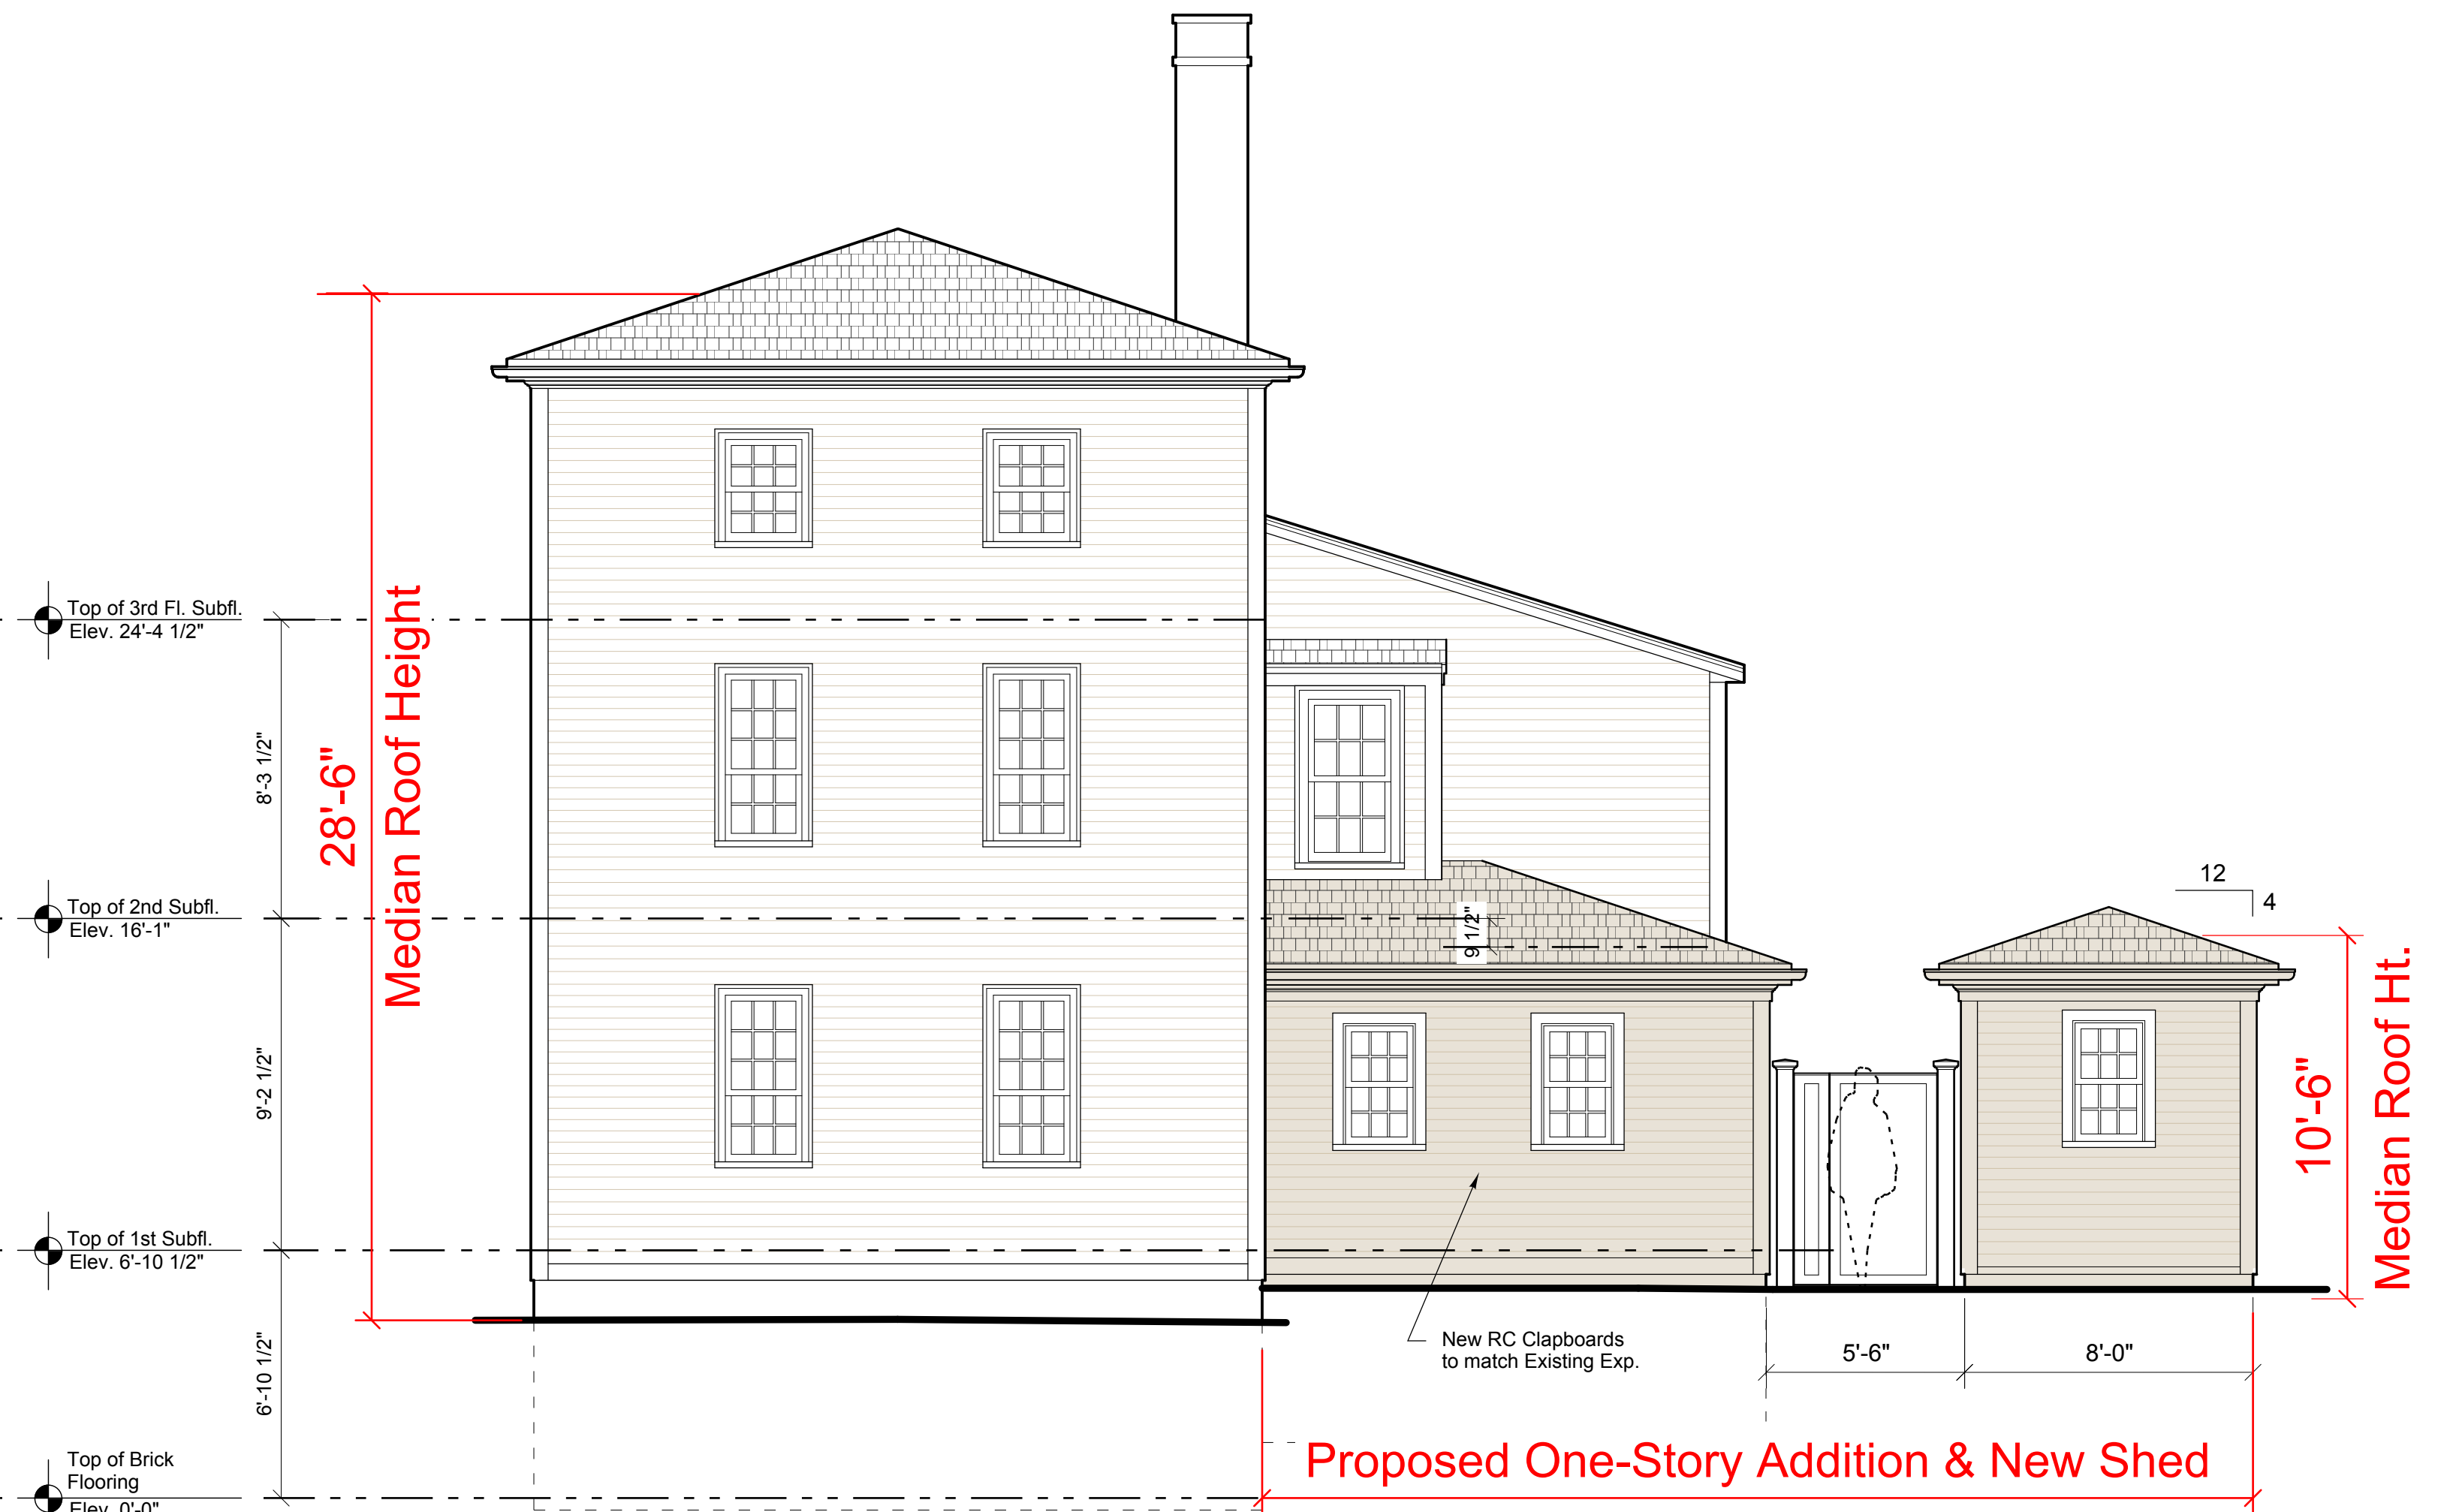 Top of 3rd Fl. Subfl.
Elev. 24'-4 1/2"
8'-3 1/2"
28'-6"
Median Roof Height
Top of 2nd Subfl.
Elev. 16'-1"
9 1/2"
12
4
9'-2 1/2"
10'-6"
Median Roof Ht.
Top of 1st Subfl.
Elev. 6'-10 1/2"
6'-10 1/2"
New RC Clapboards
to match Existing Exp.
5'-6"
8'-0"
Proposed One-Story Addition & New Shed
Top of Brick
Flooring
Elev. 0'-0"